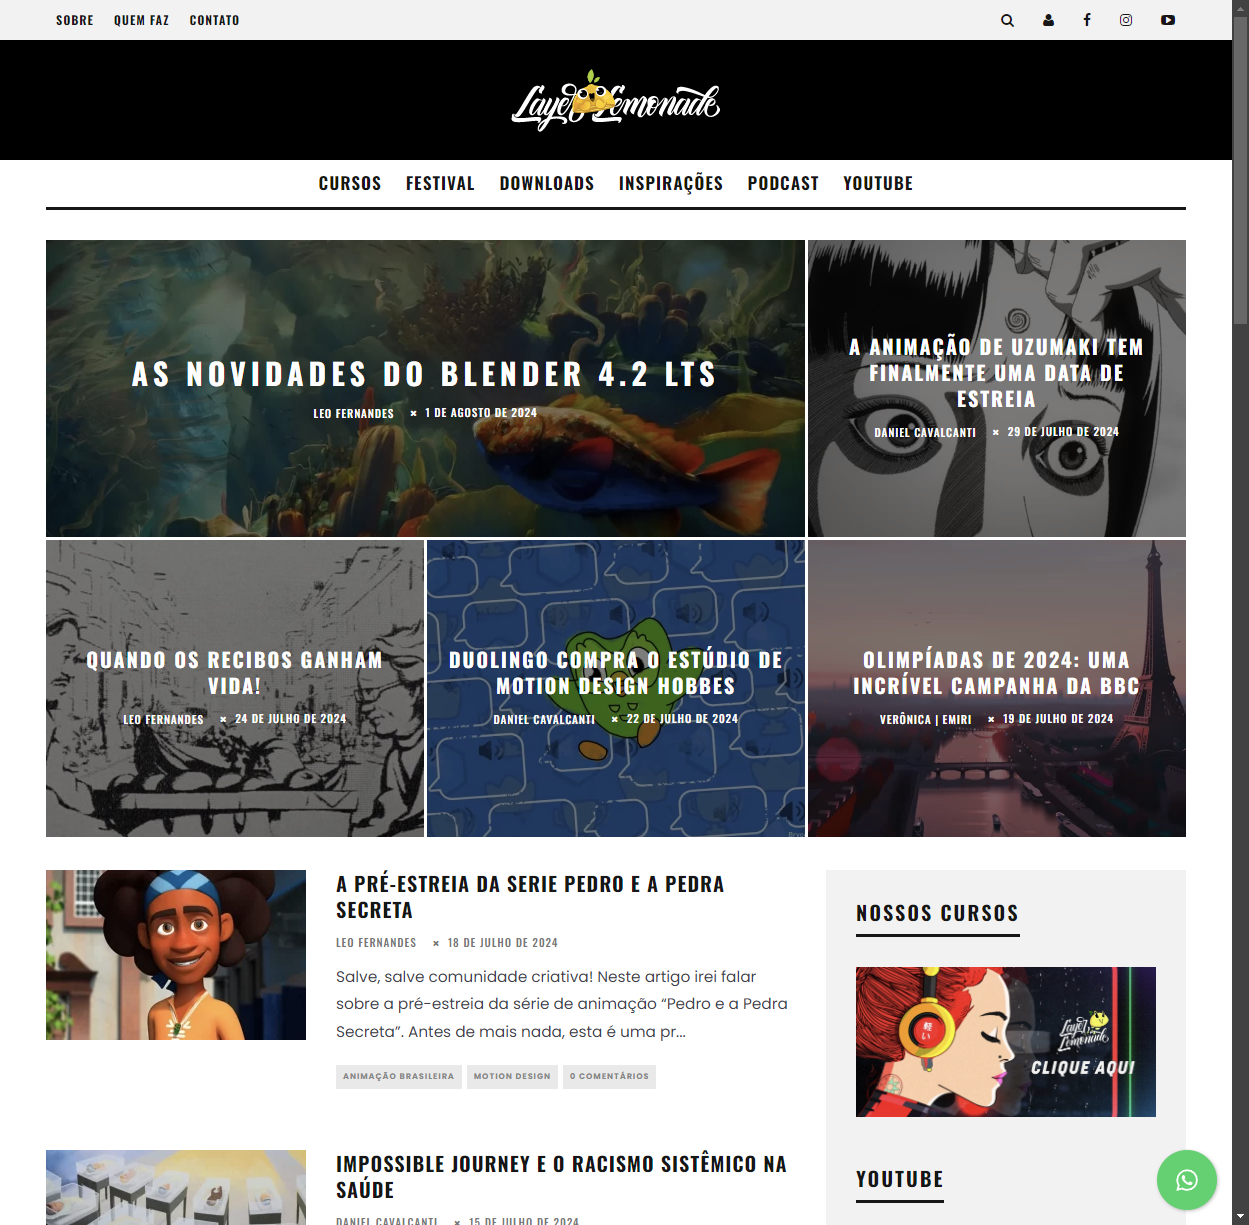 SOBRE QUEM FAZ CONTATO
Layer Lemonade
CURSOS FESTIVAL DOWNLOADS INSPIRAÇÕES PODCAST YOUTUBE
AS NOVIDADES DO BLENDER 4.2 LTS
LEO FERNANDES × 1 DE AGOSTO DE 2024
A ANIMAÇÃO DE UZUMAKI TEM
FINALMENTE UMA DATA DE
ESTREIA
DANIEL CAVALCANTI × 29 DE JULHO DE 2024
QUANDO OS RECIBOS GANHAM
VIDA!
LEO FERNANDES × 24 DE JULHO DE 2024
DUOLINGO COMPRA O ESTÚDIO DE
MOTION DESIGN HOBBES
DANIEL CAVALCANTI × 22 DE JULHO DE 2024
OLIMPÍADAS DE 2024: UMA
INCRÍVEL CAMPANHA DA BBC
VERÔNICA | EMIRI × 19 DE JULHO DE 2024
A PRÉ-ESTREIA DA SERIE PEDRO E A PEDRA
SECRETA
LEO FERNANDES × 18 DE JULHO DE 2024
Salve, salve comunidade criativa! Neste artigo irei falar
sobre a pré-estreia da série de animação “Pedro e a Pedra
Secreta”. Antes de mais nada, esta é uma pr...
ANIMAÇÃO BRASILEIRA MOTION DESIGN 0 COMENTÁRIOS
IMPOSSIBLE JOURNEY E O RACISMO SISTÊMICO NA
SAÚDE
DANIEL CAVALCANTI × 15 DE JULHO DE 2024
NOSSOS CURSOS
軽い
Layer Lemonade
CLIQUE AQUI
YOUTUBE